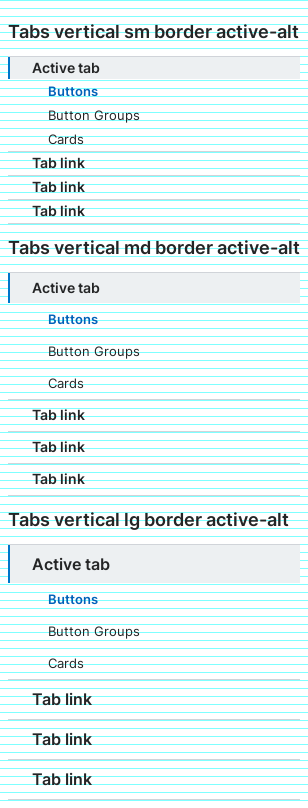 Tabs vertical sm border active-alt
Active tab
Buttons
Button Groups
Cards
Tab link
Tab link
Tab link
Tabs vertical md border active-alt
Active tab
Buttons
Button Groups
Cards
Tab link
Tab link
Tab link
Tabs vertical lg border active-alt
Active tab
Buttons
Button Groups
Cards
Tab link
Tab link
Tab link